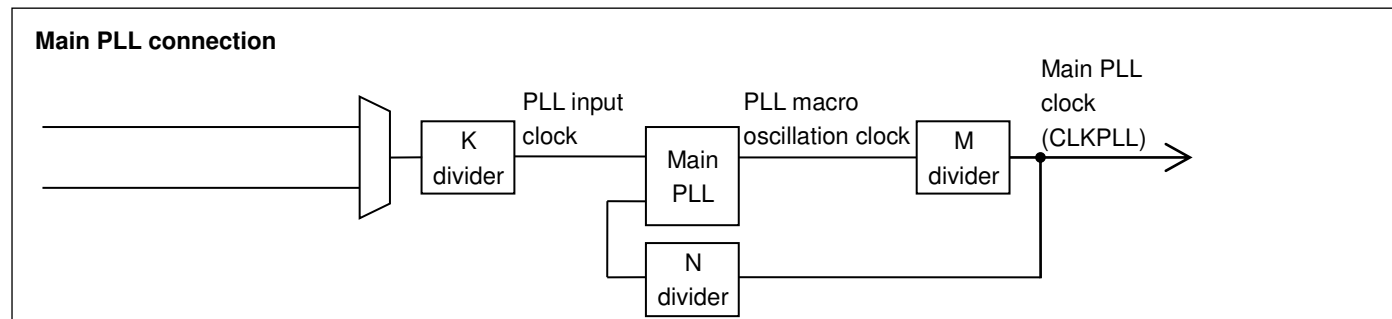 Main PLL connection
Main PLL
clock
(CLKPLL)
PLL input
clock
PLL macro
oscillation clock
K
divider
Main
PLL
M
divider
N
divider